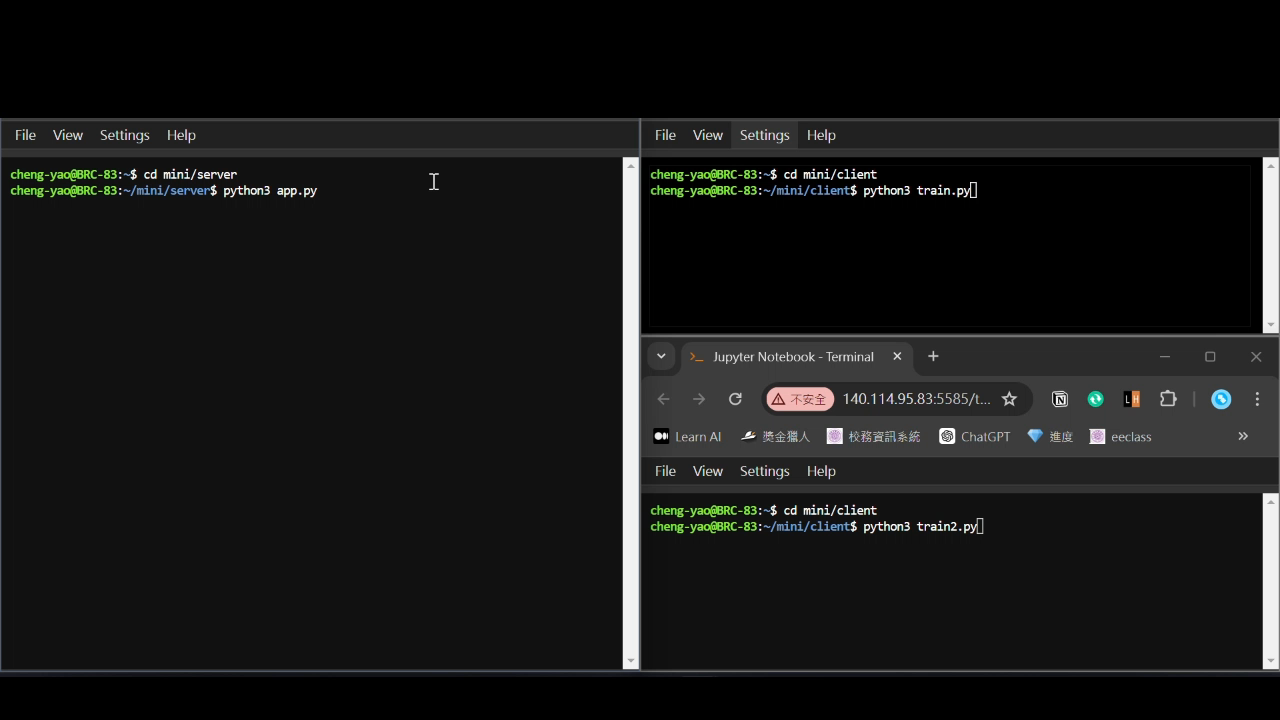 File View Settings Help
cheng-yao@BRC-83:~$ cd mini/server
cheng-yao@BRC-83:~/mini/server$ python3 app.py
File View Settings Help
cheng-yao@BRC-83:~$ cd mini/client
cheng-yao@BRC-83:~/mini/client$ python3 train.py
Jupyter Notebook - Terminal
不安全 140.114.95.83:5585/t...
Learn AI 獎金獵人 校務資訊系統 ChatGPT 進度 eeclass
File View Settings Help
cheng-yao@BRC-83:~$ cd mini/client
cheng-yao@BRC-83:~/mini/client$ python3 train2.py